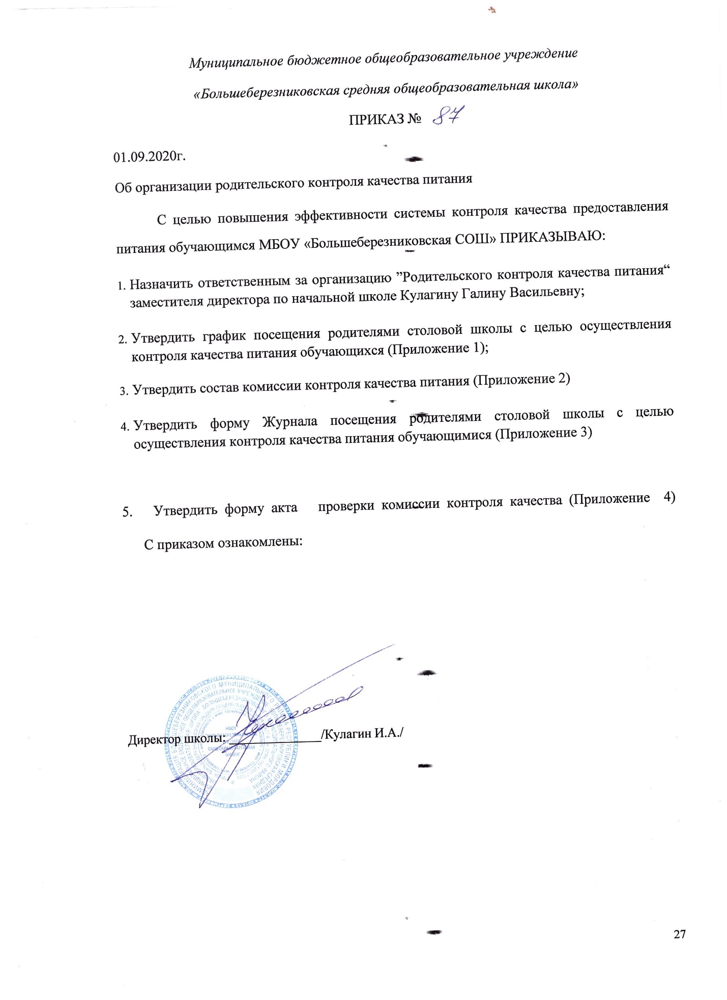 Муниципальное бюджетное общеобразовательное учреждение
«Большеберезниковская средняя общеобразовательная школа»
ПРИКАЗ № 87
01.09.2020г.
Об организации родительского контроля качества питания
С целью повышения эффективности системы контроля качества предоставления
питания обучающимся МБОУ «Большеберезниковская СОШ» ПРИКАЗЫВАЮ:
1. Назначить ответственным за организацию ”Родительского контроля качества питания“
заместителя директора по начальной школе Кулагину Галину Васильевну;
2. Утвердить график посещения родителями столовой школы с целью осуществления
контроля качества питания обучающихся (Приложение 1);
3. Утвердить состав комиссии контроля качества питания (Приложение 2)
4. Утвердить форму Журнала посещения родителями столовой школы с целью
осуществления контроля качества питания обучающимися (Приложение 3)
5. Утвердить форму акта проверки комиссии контроля качества (Приложение 4)
С приказом ознакомлены:
Директор школы: ______________/Кулагин И.А./
МБОУ
ОБЩЕОБРАЗОВАТЕЛЬНАЯ
ШКОЛА"
27